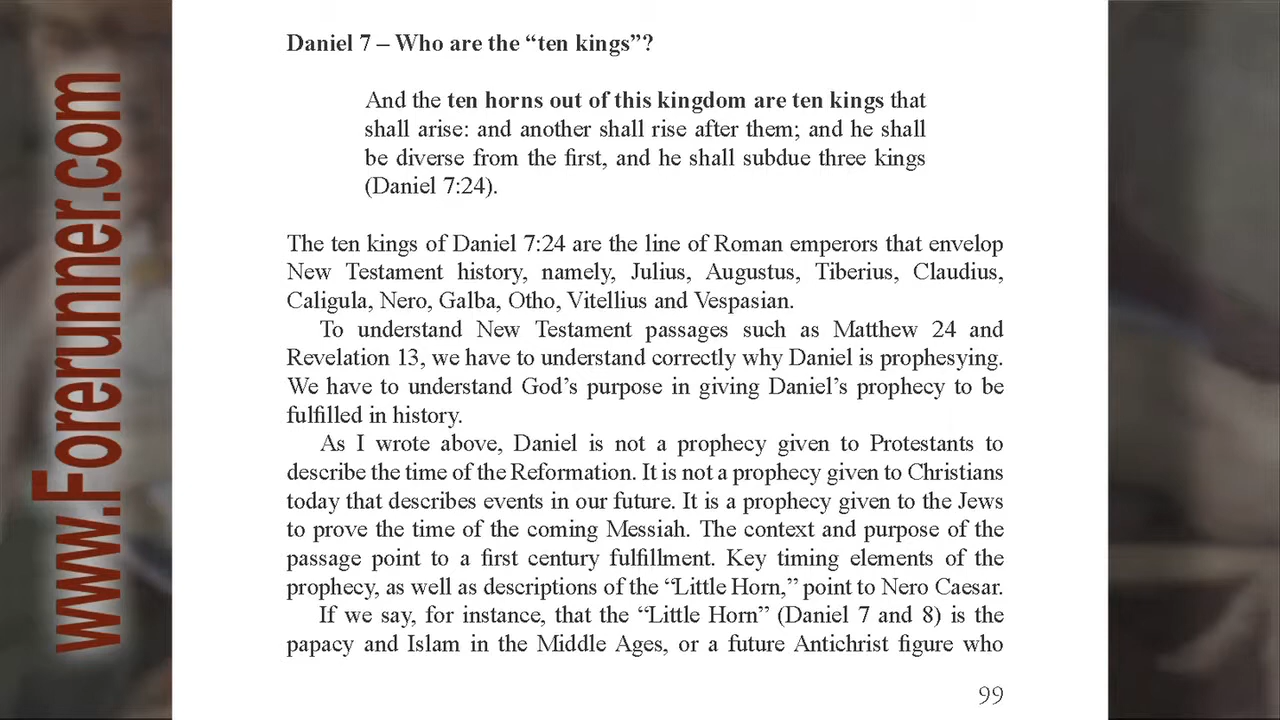 www.Forerunner.com
Daniel 7 – Who are the “ten kings”?
And the ten horns out of this kingdom are ten kings that
shall arise: and another shall rise after them; and he shall
be diverse from the first, and he shall subdue three kings
(Daniel 7:24).
The ten kings of Daniel 7:24 are the line of Roman emperors that envelop
New Testament history, namely, Julius, Augustus, Tiberius, Claudius,
Caligula, Nero, Galba, Otho, Vitellius and Vespasian.
To understand New Testament passages such as Matthew 24 and
Revelation 13, we have to understand correctly why Daniel is prophesying.
We have to understand God’s purpose in giving Daniel’s prophecy to be
fulfilled in history.
As I wrote above, Daniel is not a prophecy given to Protestants to
describe the time of the Reformation. It is not a prophecy given to Christians
today that describes events in our future. It is a prophecy given to the Jews
to prove the time of the coming Messiah. The context and purpose of the
passage point to a first century fulfillment. Key timing elements of the
prophecy, as well as descriptions of the “Little Horn,” point to Nero Caesar.
If we say, for instance, that the “Little Horn” (Daniel 7 and 8) is the
papacy and Islam in the Middle Ages, or a future Antichrist figure who
99